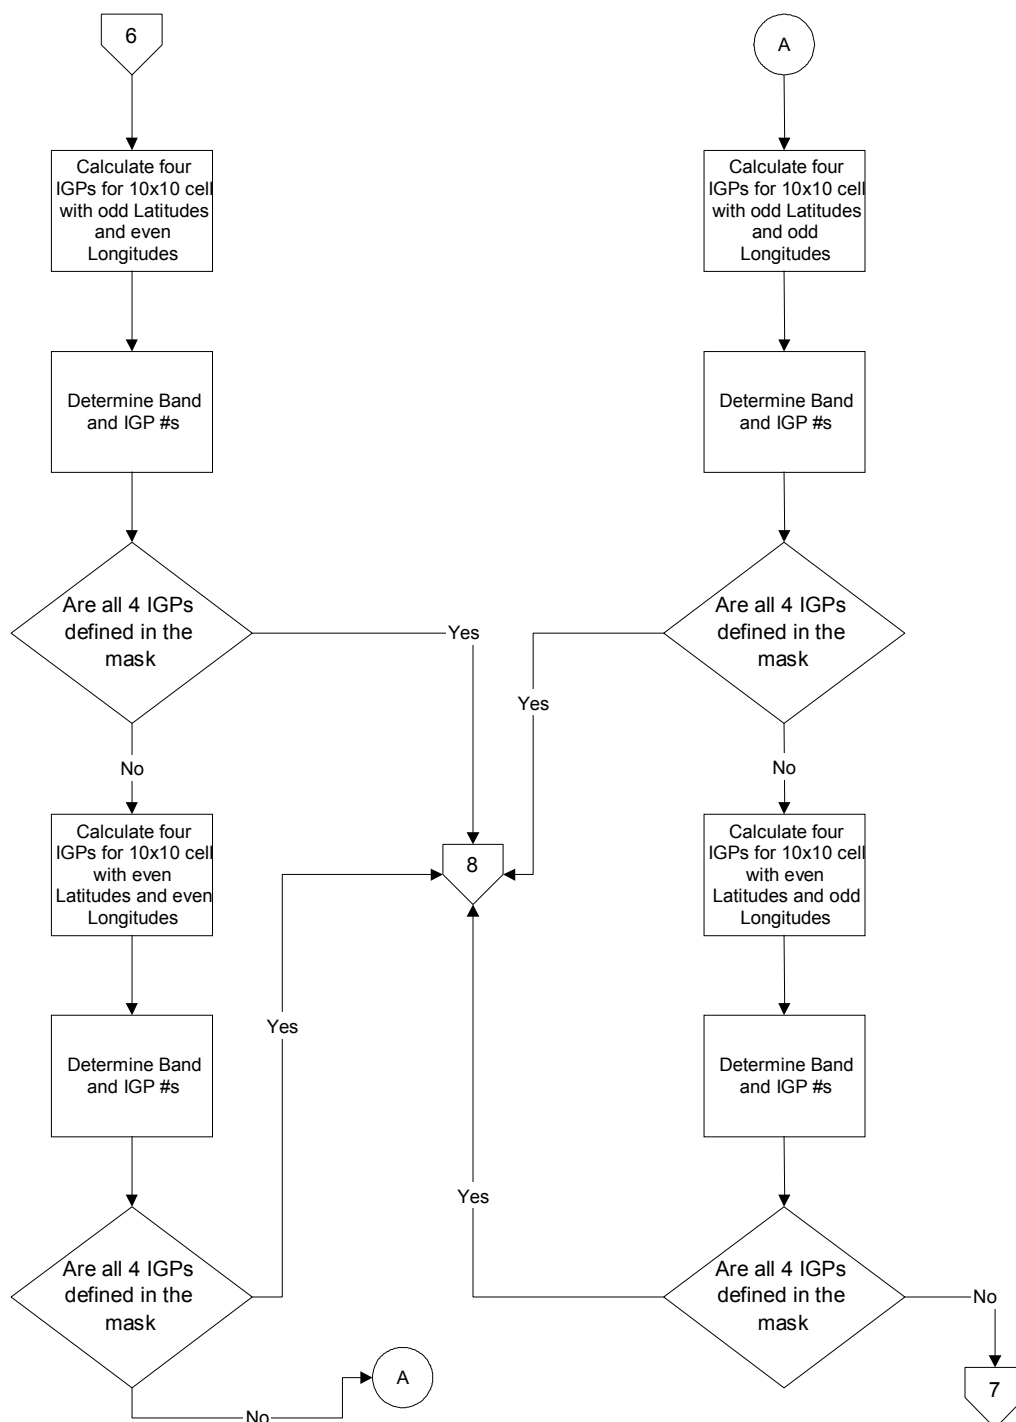 6
Calculate four
IGPs for 10x10 cell
with odd Latitudes
and even
Longitudes
Determine Band
and IGP #s
Are all 4 IGPs
defined in the
mask
Yes
No
Calculate four
IGPs for 10x10 cell
with even
Latitudes and even
Longitudes
Determine Band
and IGP #s
Yes
Are all 4 IGPs
defined in the
mask
No
A
A
Calculate four
IGPs for 10x10 cell
with odd Latitudes
and odd
Longitudes
Determine Band
and IGP #s
Are all 4 IGPs
defined in the
mask
Yes
No
8
Calculate four
IGPs for 10x10 cell
with even
Latitudes and odd
Longitudes
Determine Band
and IGP #s
Yes
Are all 4 IGPs
defined in the
mask
No
7